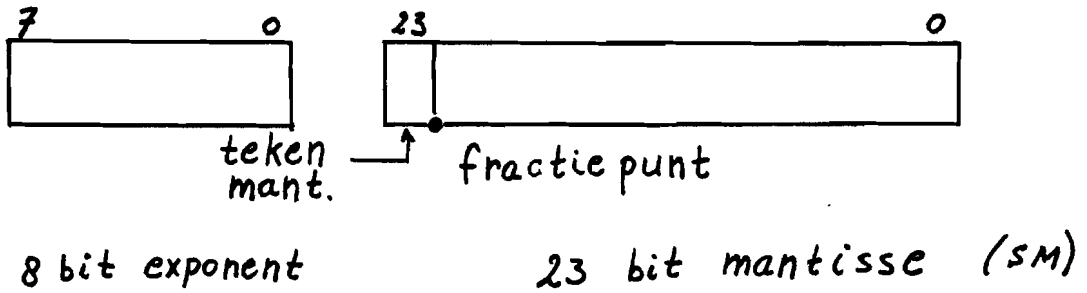 7 0 23 0
teken fractie punt
mant.
8 bit exponent 23 bit mantisse (SM)